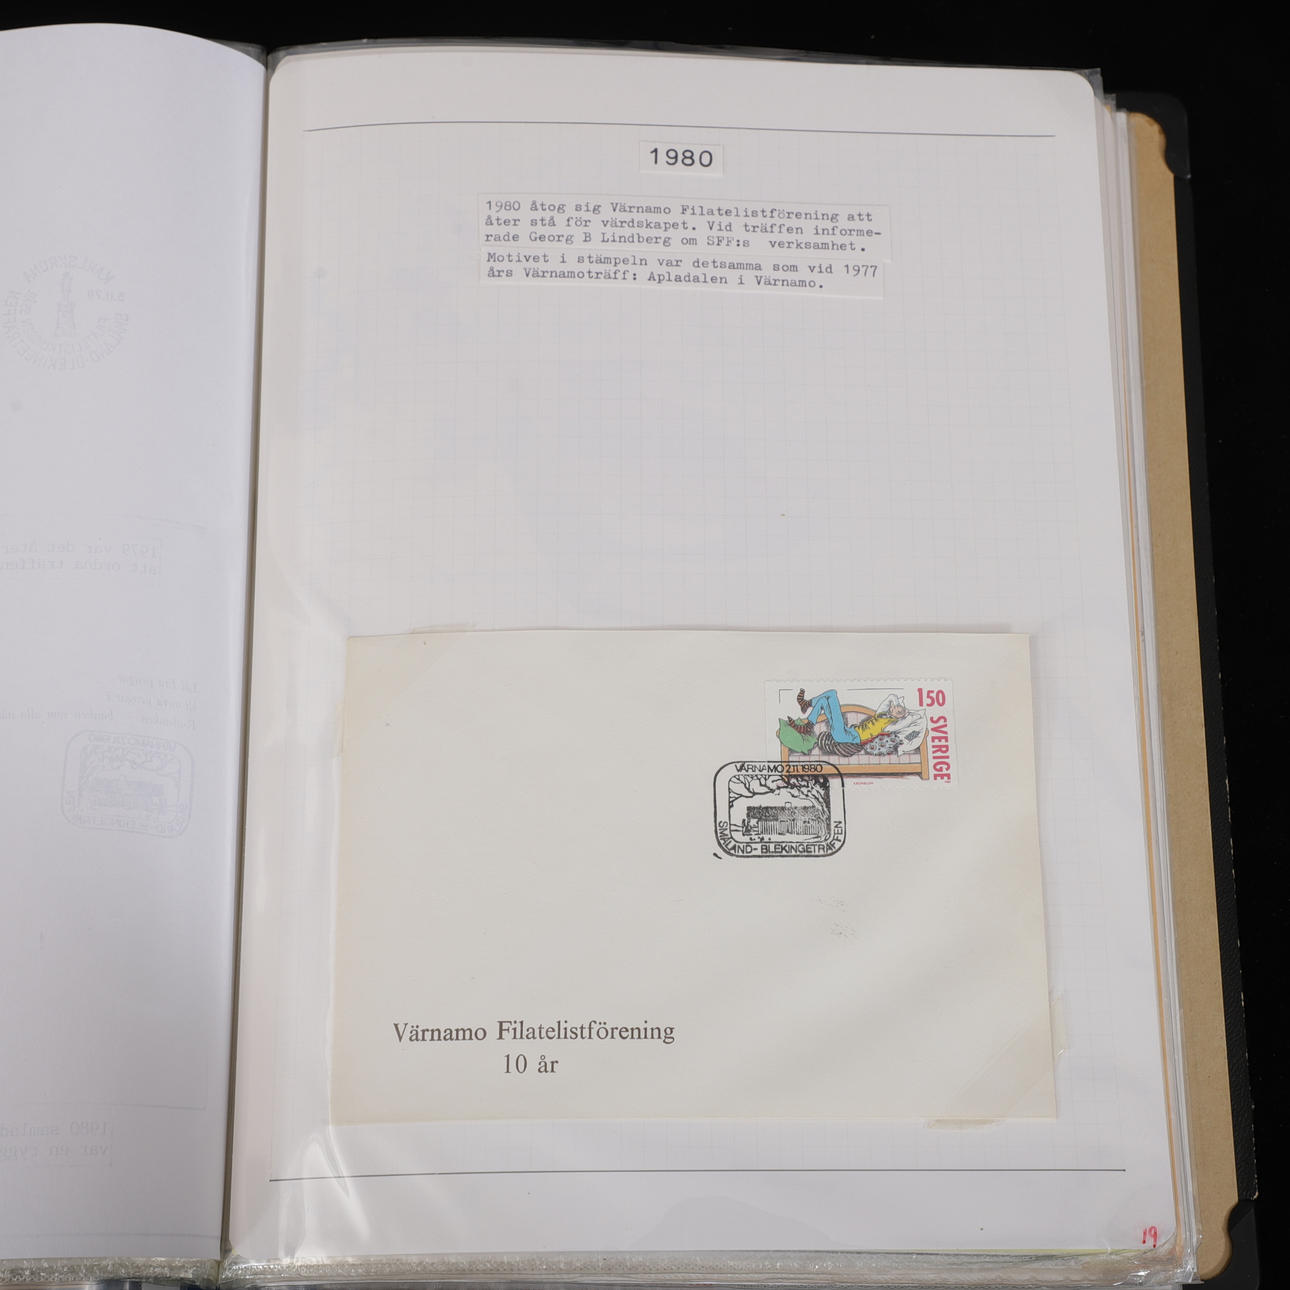 1980
1980 åtog sig Värnamo Filatelistförening att
åter stå för värdskapet. Vid träffen informe-
rade Georg B Lindberg om SFF:s verksamhet.
Motivet i stämpeln var detsamma som vid 1977
års Värnamoträff: Apladalen i Värnamo.
150
SVERIGE
VÄRNAMO 2.11.1980
SMÅLAND-BLEKINGETRÄFFEN
Värnamo Filatelistförening
10 år
19